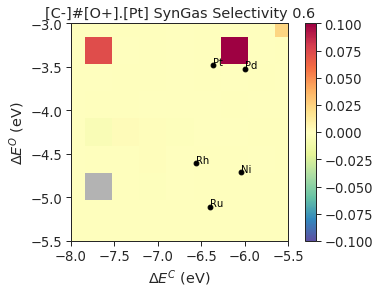 [C-]#[O+].[Pt] SynGas Selectivity 0.6
−3.0
−3.5
−4.0
−4.5
−5.0
−5.5
ΔE^O (eV)
Pt
Pd
Rh
Ni
Ru
−8.0 −7.5 −7.0 −6.5 −6.0 −5.5
ΔE^C (eV)
0.100
0.075
0.050
0.025
0.000
−0.025
−0.050
−0.075
−0.100